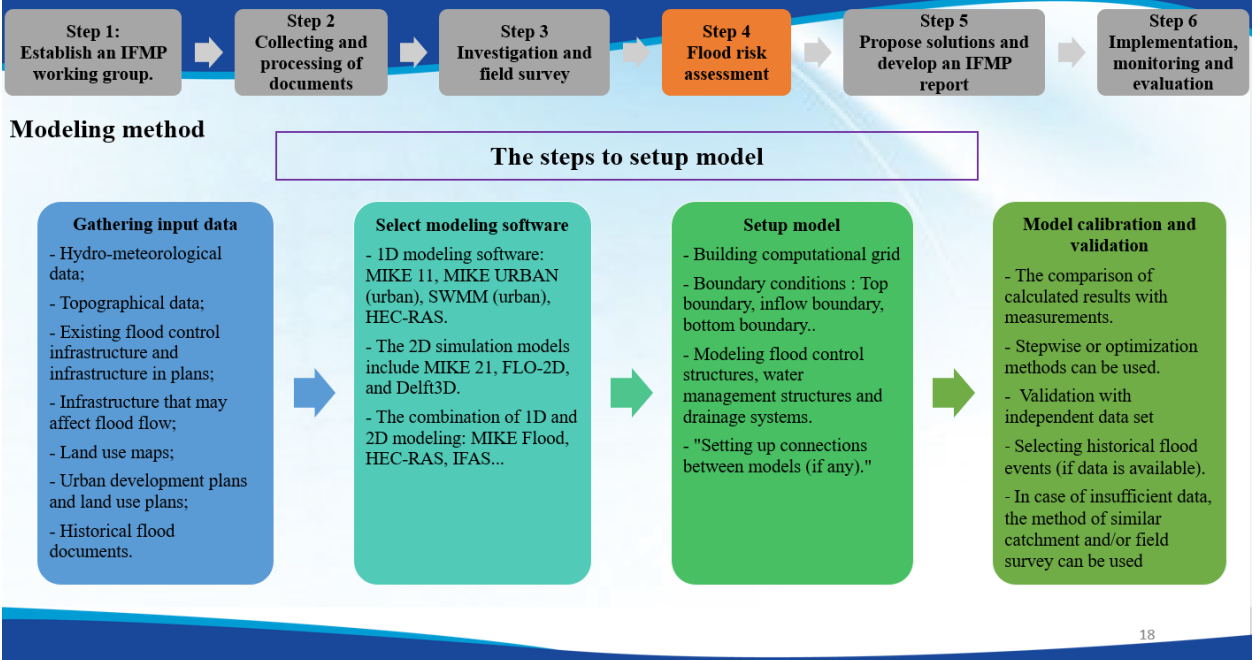 Step 1:
Establish an IFMP
working group.
Step 2
Collecting and
processing of
documents
Step 3
Investigation and
field survey
Step 4
Flood risk
assessment
Step 5
Propose solutions and
develop an IFMP
report
Step 6
Implementation,
monitoring and
evaluation
Modeling method
The steps to setup model
Gathering input data
- Hydro-meteorological
data;
- Topographical data;
- Existing flood control
infrastructure and
infrastructure in plans;
- Infrastructure that may
affect flood flow;
- Land use maps;
- Urban development plans
and land use plans;
- Historical flood
documents.
Select modeling software
- 1D modeling software:
MIKE 11, MIKE URBAN
(urban), SWMM (urban),
HEC-RAS.
- The 2D simulation models
include MIKE 21, FLO-2D,
and Delft3D.
- The combination of 1D and
2D modeling: MIKE Flood,
HEC-RAS, IFAS...
Setup model
- Building computational grid
- Boundary conditions : Top
boundary, inflow boundary,
bottom boundary..
- Modeling flood control
structures, water
management structures and
drainage systems.
- "Setting up connections
between models (if any)."
Model calibration and
validation
- The comparison of
calculated results with
measurements.
- Stepwise or optimization
methods can be used.
- Validation with
independent data set
- Selecting historical flood
events (if data is available).
- In case of insufficient data,
the method of similar
catchment and/or field
survey can be used
18